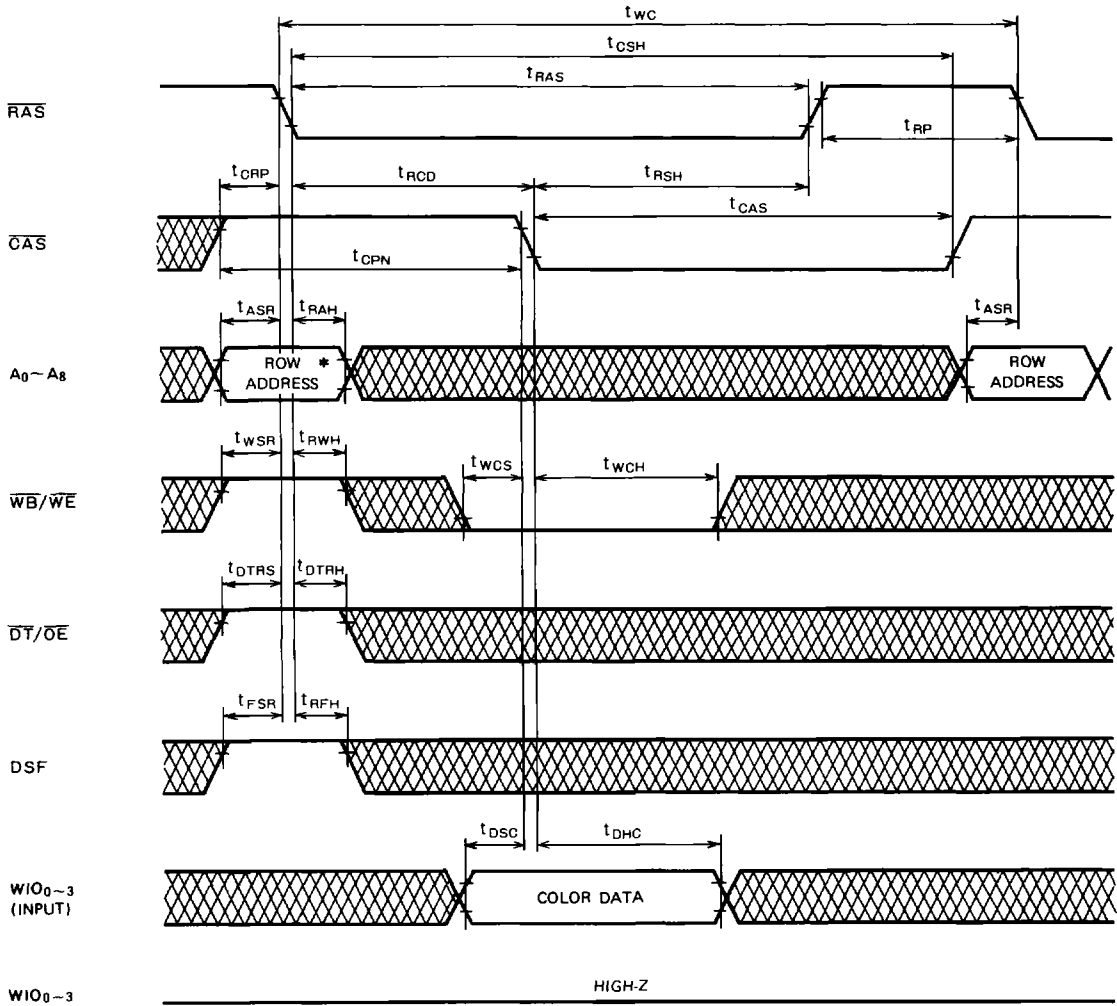 tWC
tCSH
tRAS
RAS
tRP
tCRP
tRCD
tRSH
tCAS
CAS
tCPN
tASR
tRAH
tASR
A0~A8
ROW *
ADDRESS
ROW
ADDRESS
tWSR
tRWH
tWCS
tWCH
WB/WE
tDTRS
tDTRH
DT/OE
tFSR
tRFH
DSF
tDSC
tDHC
WIO0~3
(INPUT)
COLOR DATA
HIGH-Z
WIO0~3